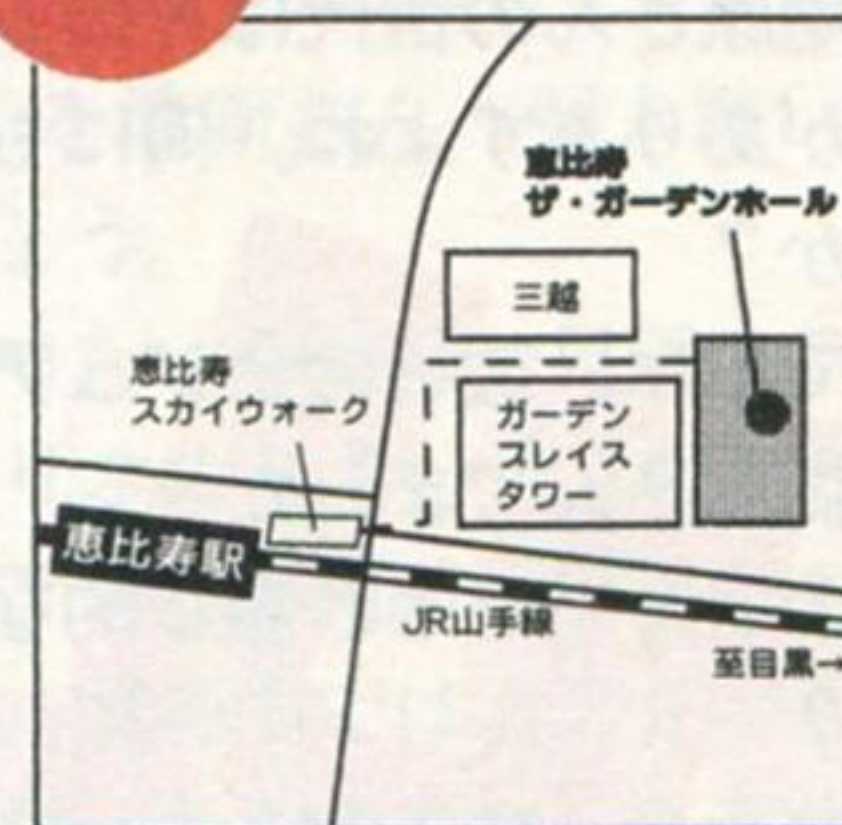 恵比寿
ザ・ガーデンホール
三越
恵比寿
スカイウォーク
ガーデン
プレイス
タワー
恵比寿駅
JR山手線
至目黒→